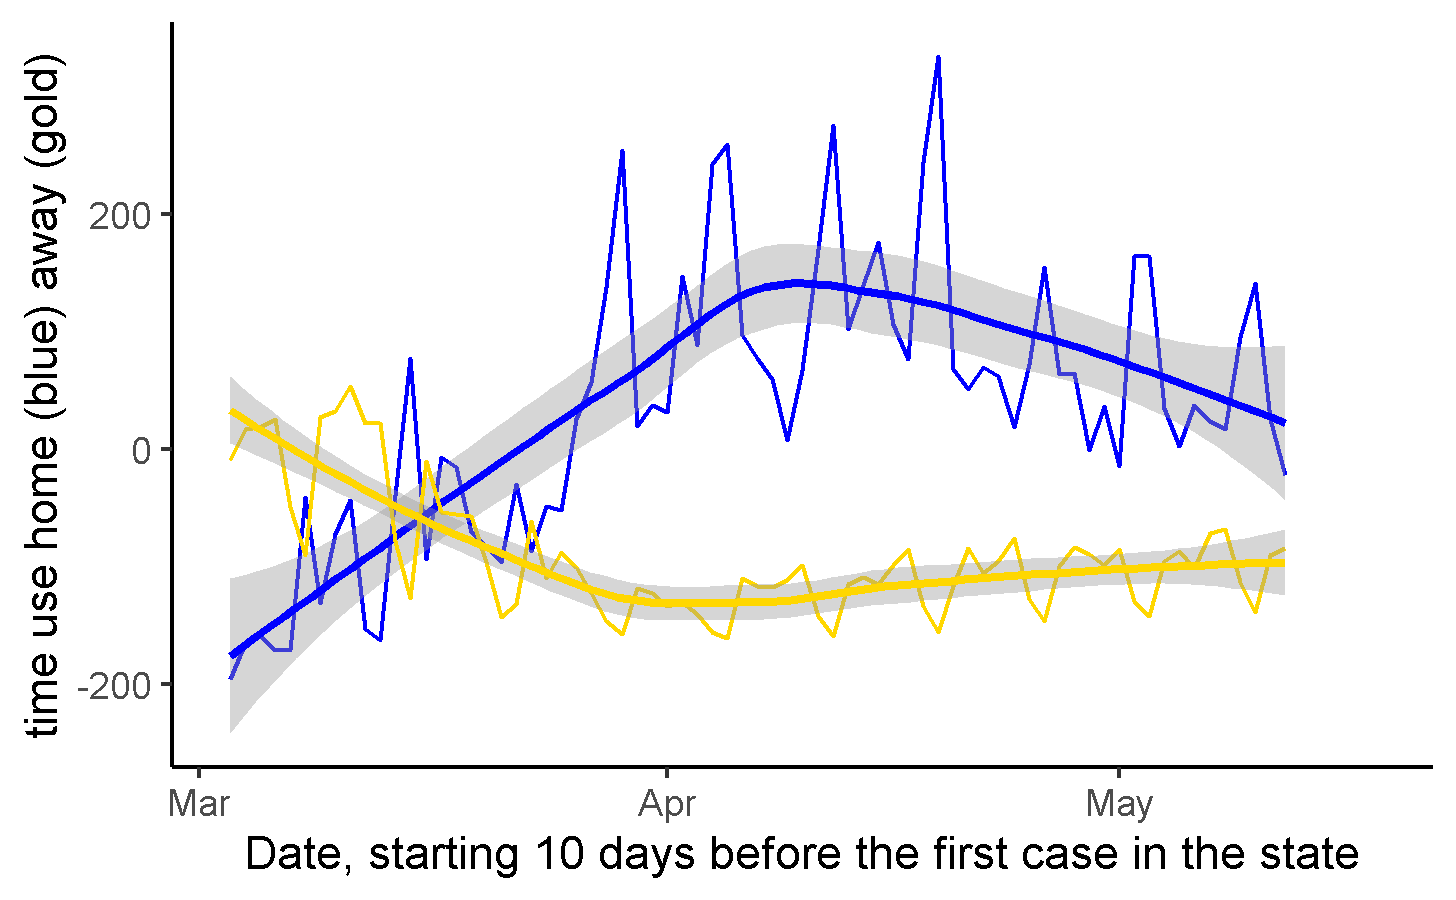 time use home (blue) away (gold)
200
0
-200
Mar
Apr
May
Date, starting 10 days before the first case in the state